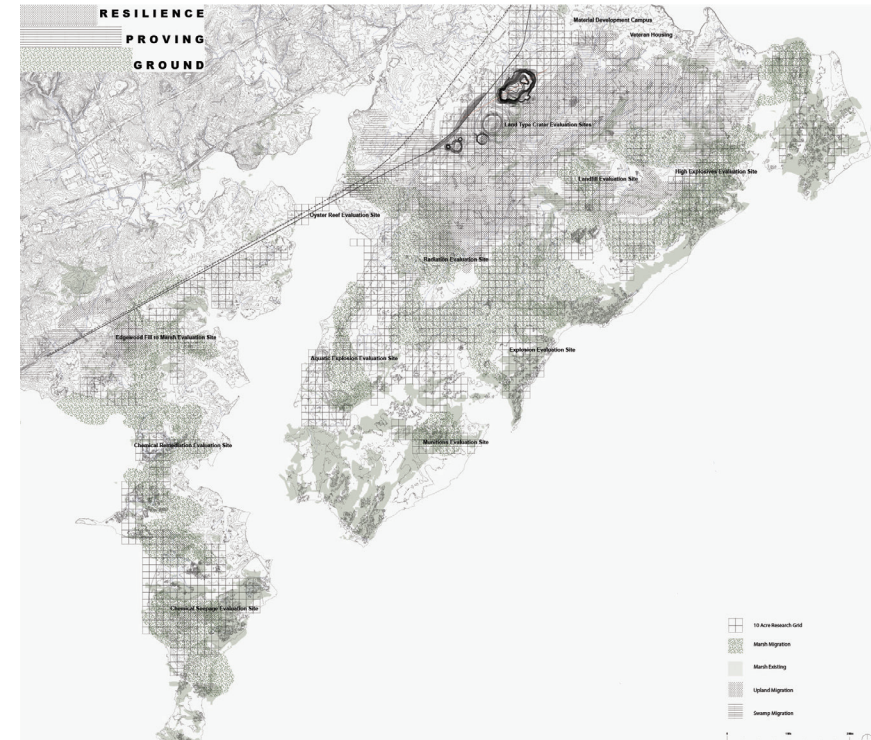 RESILIENCE
PROVING
GROUND
Material Development Campus
Veteran Housing
Land Type Crater Evaluation Sites
High Explosives Evaluation Site
Landfill Evaluation Site
Oyster Reef Evaluation Site
Radiation Evaluation Site
Edgewood Fill to Marsh Evaluation Site
Explosion Evaluation Site
Aquatic Explosion Evaluation Site
Munitions Evaluation Site
Chemical Remediation Evaluation Site
Chemical Seepage Evaluation Site
10 Acre Research Grid
Marsh Migration
Marsh Existing
Upland Migration
Swamp Migration